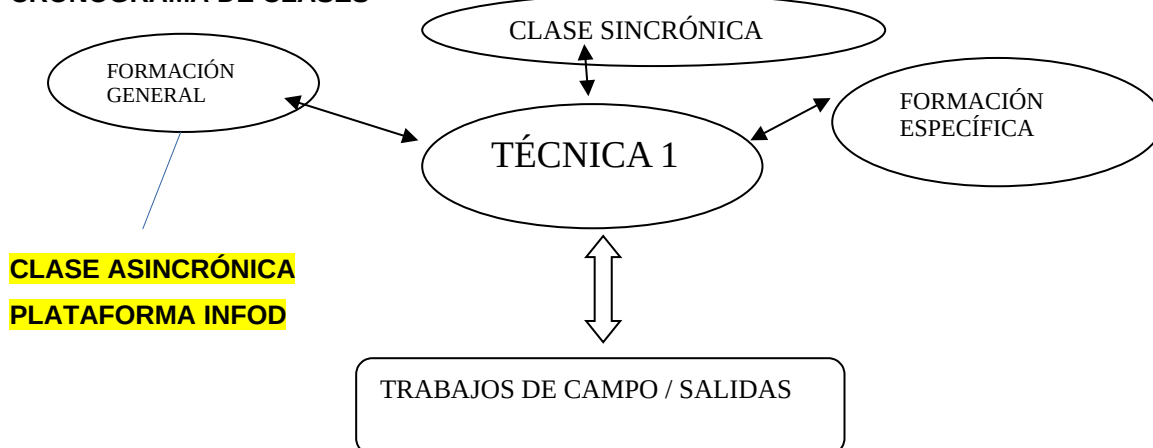 CRONOGRAMA DE CLASES
CLASE SINCRÓNICA
FORMACIÓN
GENERAL
FORMACIÓN
ESPECÍFICA
TÉCNICA 1
CLASE ASINCRÓNICA
PLATAFORMA INFOD
TRABAJOS DE CAMPO / SALIDAS